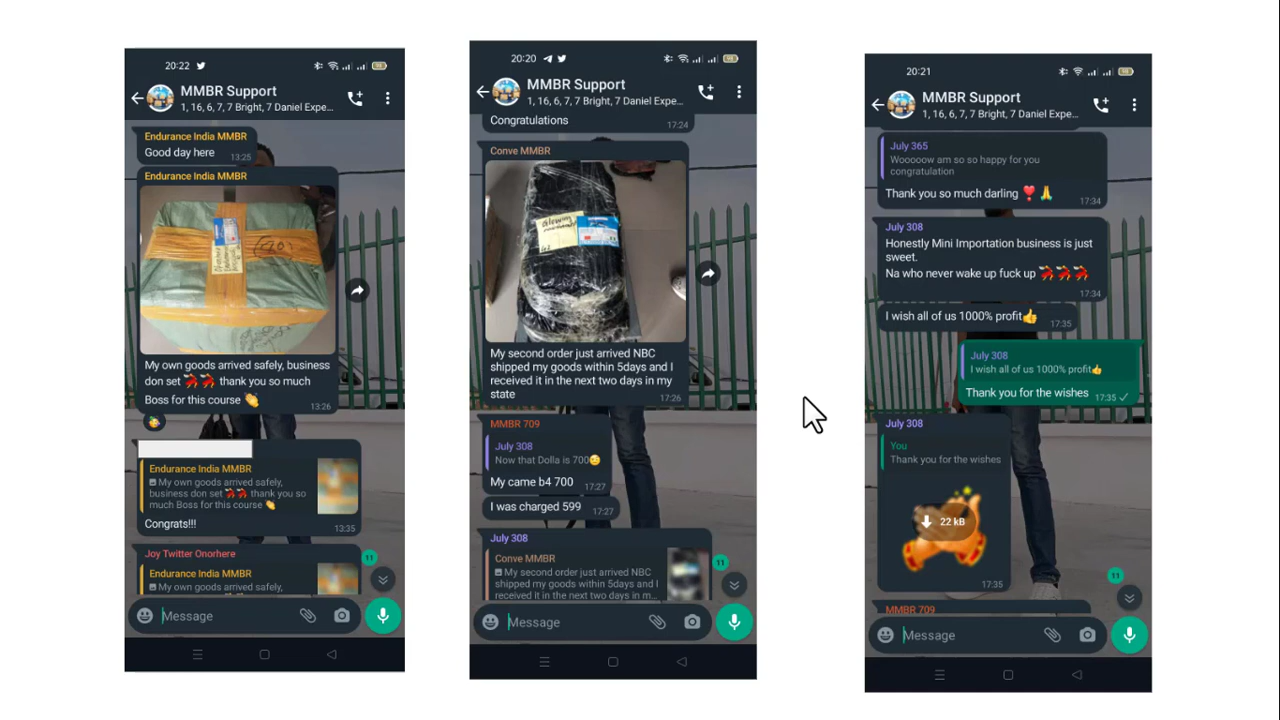 20:22
MMBR Support
1, 16, 6, 7, 7 Bright, 7 Daniel Expe...
Endurance India MMBR
Good day here
13:25
Endurance India MMBR
My own goods arrived safely, business
don set thank you so much
Boss for this course
13:26
Endurance India MMBR
My own goods arrived safely,
business don set thank you so
much Boss for this course
Congrats!!!
13:35
Joy Twitter Onorhere
Endurance India MMBR
My own goods arrived safely,
11
Message
20:20
MMBR Support
1, 16, 6, 7, 7 Bright, 7 Daniel Expe...
Congratulations
17:24
Conve MMBR
My second order just arrived NBC
shipped my goods within 5days and I
received it in the next two days in my
state
17:26
MMBR 709
July 308
Now that Dolla is 700
My came b4 700
17:27
I was charged 599
17:27
July 308
Conve MMBR
My second order just arrived NBC
shipped my goods within 5days and I
received it in the next two days in m...
11
Message
20:21
MMBR Support
1, 16, 6, 7, 7 Bright, 7 Daniel Expe...
July 365
Wooooow am so so happy for you
congratulation
Thank you so much darling
17:34
July 308
Honestly Mini Importation business is just
sweet.
Na who never wake up fuck up
17:34
I wish all of us 1000% profit
17:35
July 308
I wish all of us 1000% profit
Thank you for the wishes
17:35
July 308
You
Thank you for the wishes
22 kB
17:35
11
MMBR 709
Message